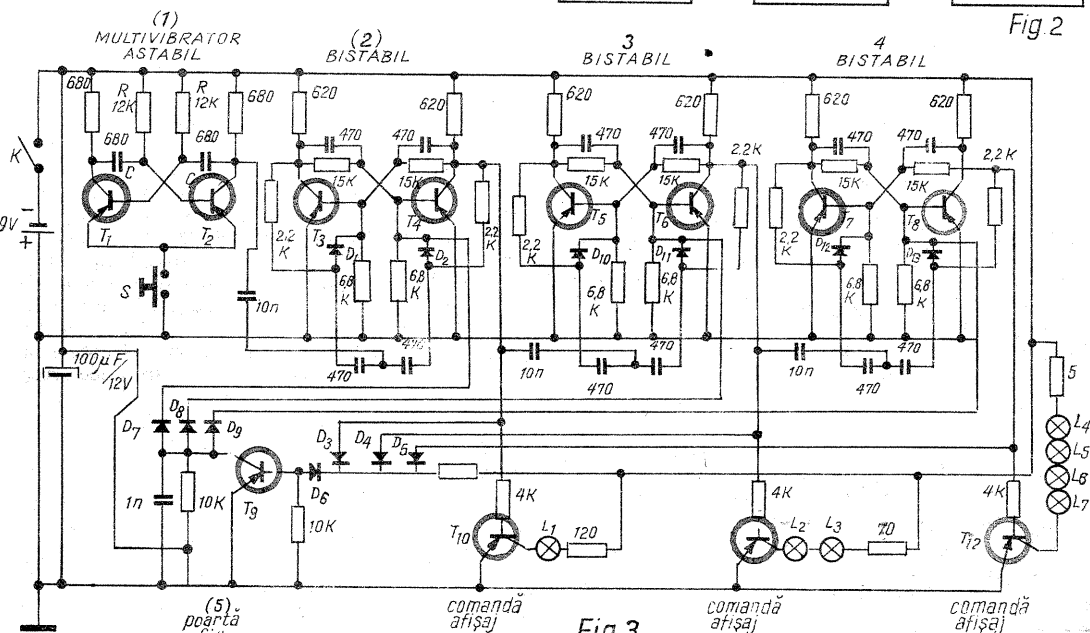 Fig.2
(1)
MULTIVIBRATOR
ASTABIL
(2)
BISTABIL
3
BISTABIL
4
BISTABIL
680
R
12K
R
12K
680
620
620
620
620
620
620
680
C
680
C
470
470
15K
15K
470
470
15K
2,2K
470
470
15K
15K
2,2K
K
9V
-
+
T1
T2
T3
T4
T5
T6
T7
T8
S
10n
2,2
K
D1
D2
2,2
K
6,8
K
6,8
K
2,2
K
D10
D11
6,8
K
6,8
K
2,2
K
D12
D13
6,8
K
6,8
K
100µF/
12V
470
470
10n
470
470
10n
470
470
5
L4
L5
L6
L7
D7
D8
D9
D3
D4
D5
D6
1n
10K
T9
10K
4K
T10
L1
120
4K
L2
L3
70
4K
T12
(5)
poartă
comandă
afișaj
Fig.3
comandă
afișaj
comandă
afișaj